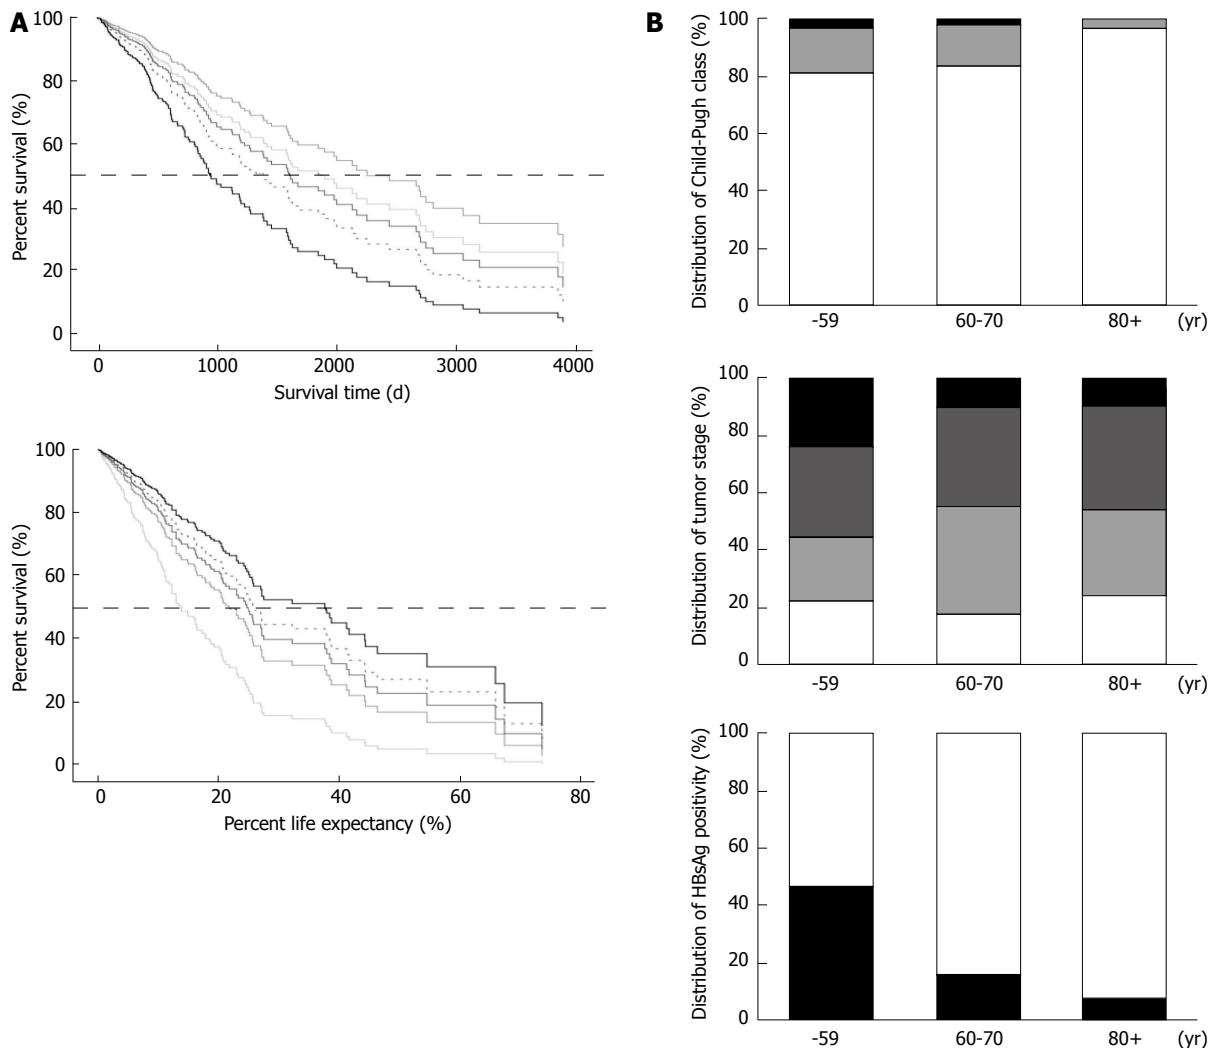 A
Percent survival (%)
100
80
60
40
20
0
0 1000 2000 3000 4000
Survival time (d)
Percent survival (%)
100
80
60
40
20
0
0 20 40 60 80
Percent life expectancy (%)
B
Distribution of Child-Pugh class (%)
100
80
60
40
20
0
-59 60-70 80+ (yr)
Distribution of tumor stage (%)
100
80
60
40
20
0
-59 60-70 80+ (yr)
Distribution of HBsAg positivity (%)
100
80
60
40
20
0
-59 60-70 80+ (yr)